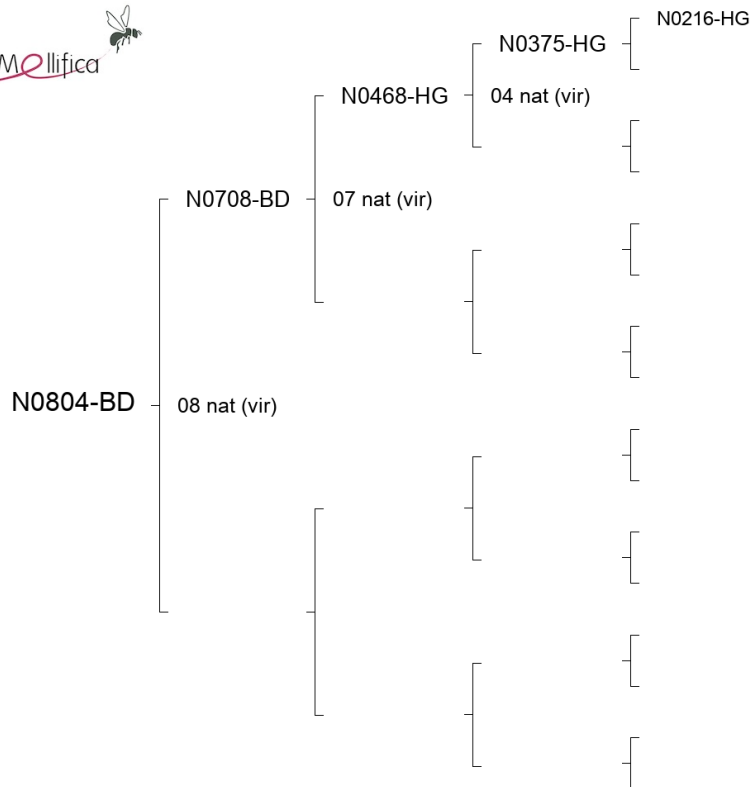 Mellifica
N0216-HG
N0375-HG
N0468-HG
04 nat (vir)
N0708-BD
07 nat (vir)
N0804-BD
08 nat (vir)